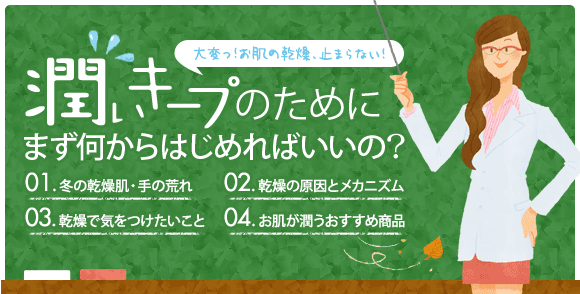 大変っ!お肌の乾燥、止まらない!
潤いキープのために
まず何からはじめればいいの?
01.冬の乾燥肌・手の荒れ
02.乾燥の原因とメカニズム
03.乾燥で気をつけたいこと
04.お肌が潤うおすすめ商品